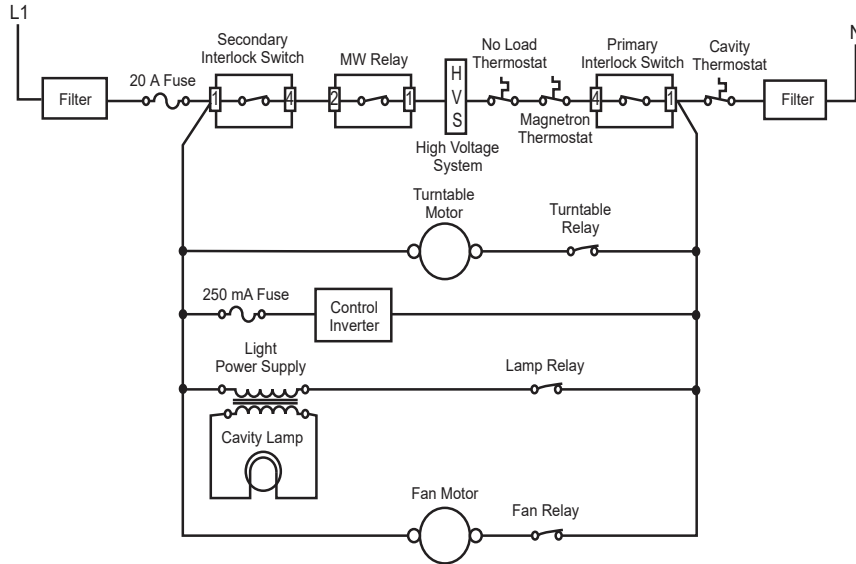 L1
N
Secondary
Interlock Switch
MW Relay
No Load
Thermostat
Primary
Interlock Switch
Cavity
Thermostat
Filter
20 A Fuse
1
4
2
1
H
V
S
4
1
Filter
High Voltage
System
Magnetron
Thermostat
Turntable
Motor
Turntable
Relay
250 mA Fuse
Control
Inverter
Light
Power Supply
Lamp Relay
Cavity Lamp
Fan Motor
Fan Relay